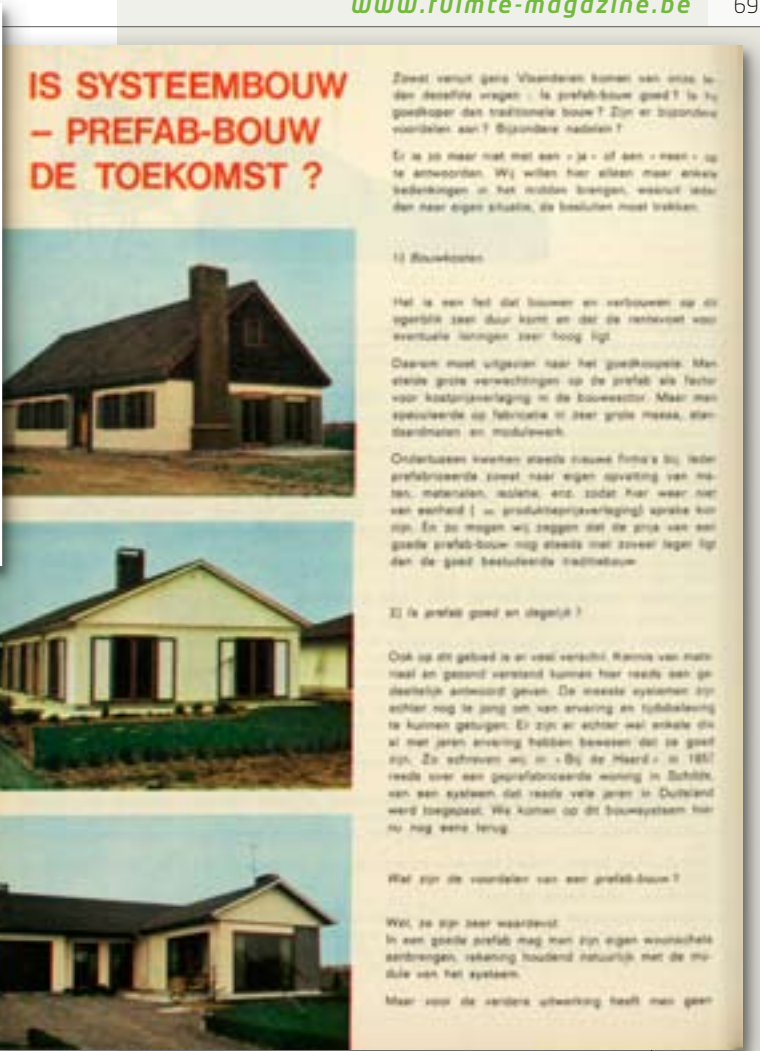 www.ruimte-magazine.be 69
IS SYSTEEMBOUW
– PREFAB-BOUW
DE TOEKOMST ?
Zowat vanuit gans Vlaanderen komen van onze le-
den dezelfde vragen : Is prefab-bouw goed ? Is hij
goedkoper dan traditionele bouw ? Zijn er bijzondere
voordelen aan ? Bijzondere nadelen ?
Er is zo maar niet met een « ja » of een « neen » op
te antwoorden. Wij willen hier alleen maar enkele
bedenkingen in het midden brengen, waaruit ieder
dan naar eigen situatie, de besluiten moet trekken.
1) Bouwkosten
Het is een feit dat bouwen en verbouwen op dit
ogenblik zeer duur komt en dat de rentevoet voor
eventuele leningen zeer hoog ligt.
Daarom moet uitgezien naar het goedkoopste. Men
stelde grote verwachtingen op de prefab als factor
voor kostprijsverlaging in de bouwsector. Maar men
speculeerde op fabricatie in zeer grote massa, stan-
daardmaten en modulewerk.
Ondertussen kwamen steeds nieuwe firma's bij. Ieder
prefabriceerde zowat naar eigen opvatting van ma-
ten, materialen, isolatie, enz. zodat hier weer niet
van eenheid ( produktieprijsverlaging) sprake kon
zijn. En zo mogen wij zeggen dat de prijs van een
goede prefab-bouw nog steeds niet zoveel lager ligt
dan de goed bestudeerde traditiebouw.
2) Is prefab goed en degelijk ?
Ook op dit gebied is er veel verschil. Kennis van mate-
riaal en gezond verstand kunnen hier reeds een ge-
deeltelijk antwoord geven. De meeste systemen zijn
echter nog te jong om van ervaring en tijdsbeleving
te kunnen getuigen. Er zijn er echter wel enkele die
al met jaren ervaring hebben bewezen dat ze goed
zijn. Zo schreven wij in « Bij de Haard » in 1957
reeds over een geprefabriceerde woning in Schilde,
van een systeem dat reeds vele jaren in Duitsland
werd toegepast. We komen op dit bouwsysteem hier
nu nog eens terug.
Wat zijn de voordelen van een prefab-bouw ?
Wel, ze zijn zeer waardevol.
In een goede prefab mag men zijn eigen woonschets
aanbrengen, rekening houdend natuurlijk met de mo-
dule van het systeem.
Maar voor de verdere uitwerking heeft men geen